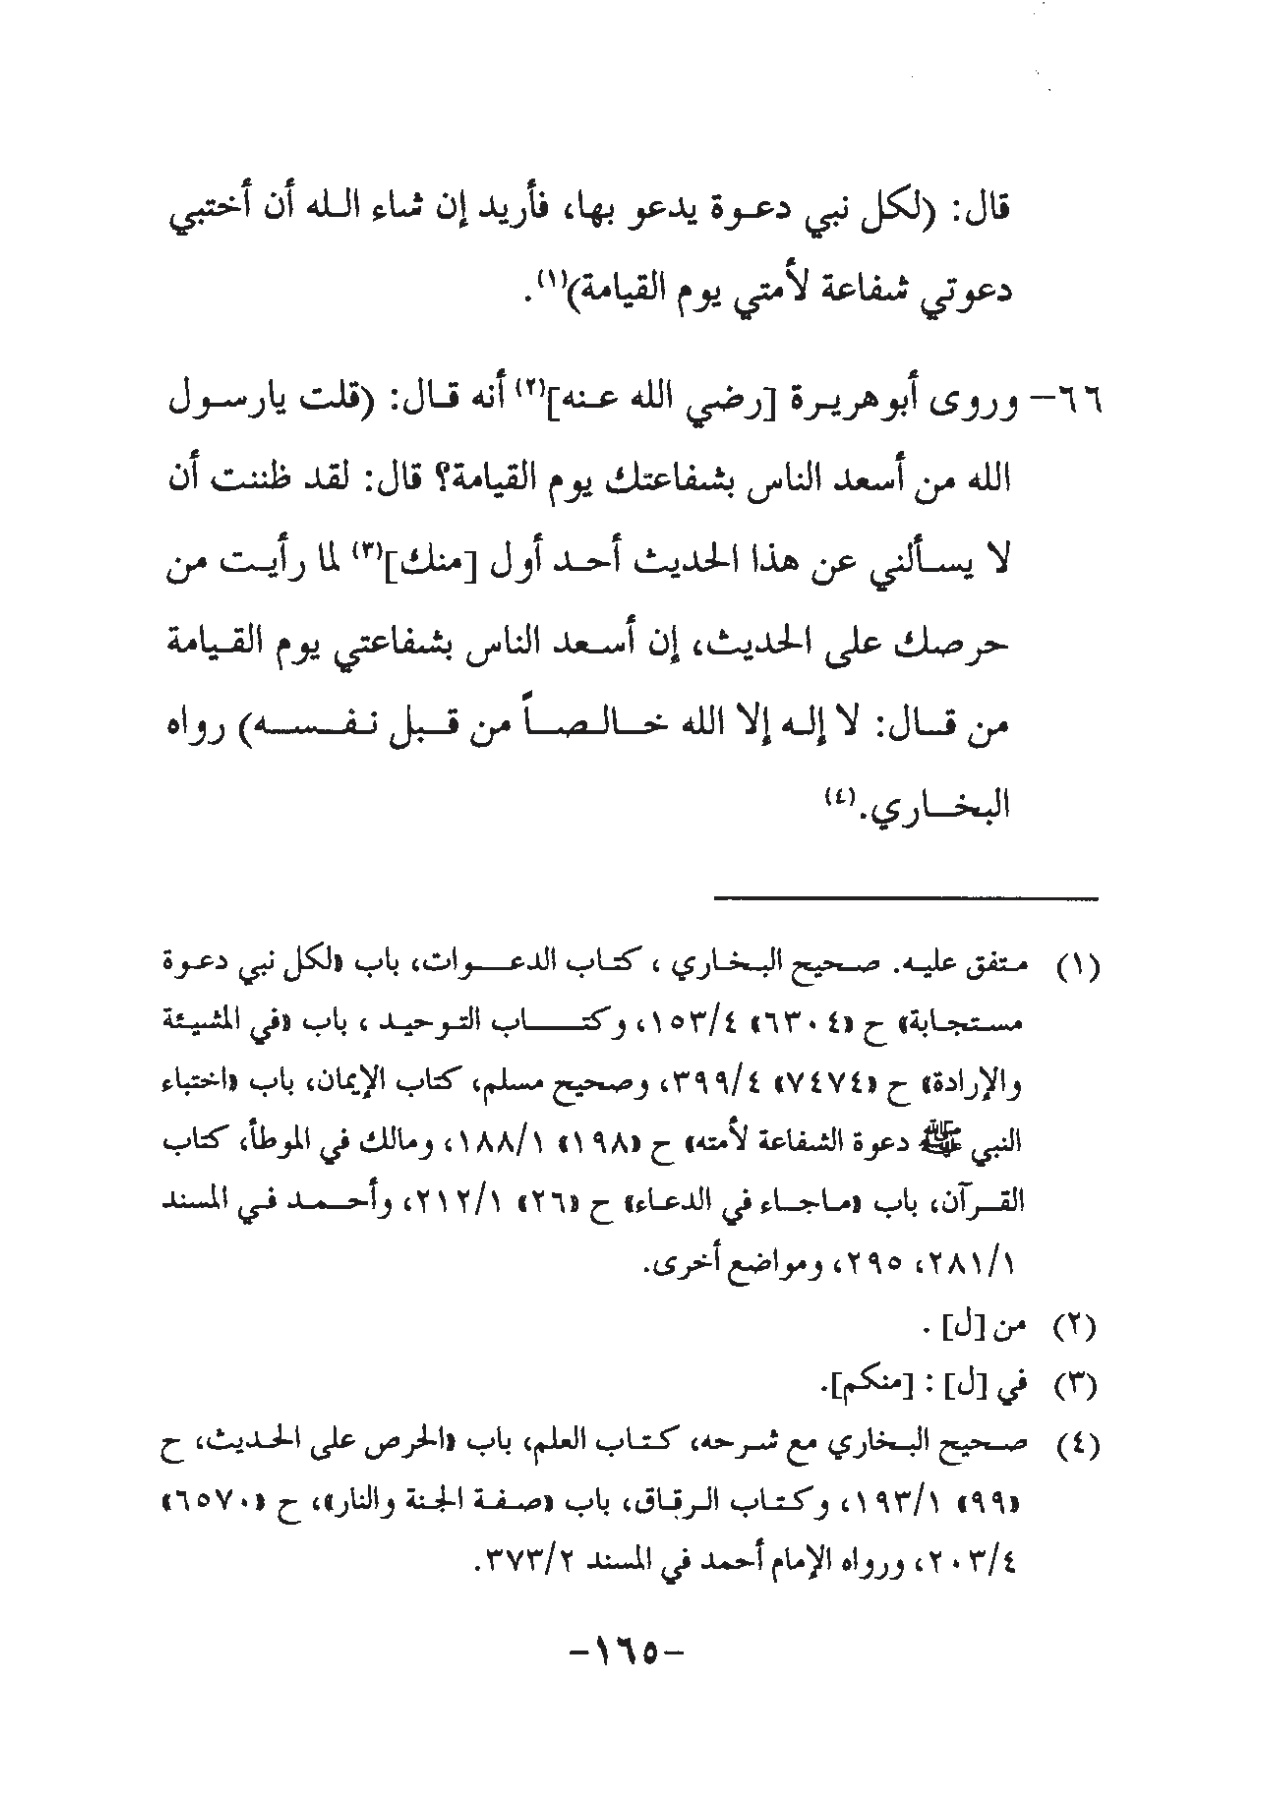 قال: (لكل نبي دعوة يدعو بها، فأريد إن شاء الله أن أختبي
دعوتي شفاعة لأمتي يوم القيامة)(١).
٦٦- وروى أبوهريرة [رضي الله عنه](٢) أنه قال: (قلت يارسول
الله من أسعد الناس بشفاعتك يوم القيامة؟ قال: لقد ظننت أن
لا يسألني عن هذا الحديث أحد أول [منك](٣) لما رأيت من
حرصك على الحديث، إن أسعد الناس بشفاعتي يوم القيامة
من قال: لا إله إلا الله خالصاً من قبل نفسه) رواه
البخاري.(٤)
(١) متفق عليه. صحيح البخاري ، كتاب الدعوات، باب «لكل نبي دعوة
مستجابة» ح «٦٣٠٤» ١٥٣/٤، وكتاب التوحيد ، باب «في المشيئة
والإرادة» ح «٧٤٧٤» ٣٩٩/٤، وصحيح مسلم، كتاب الإيمان، باب «اختباء
النبي ﷺ دعوة الشفاعة لأمته» ح «١٩٨» ١٨٨/١، ومالك في الموطأ، كتاب
القرآن، باب «ماجاء في الدعاء» ح «٢٦» ٢١٢/١، وأحمد في المسند
٢٨١/١، ٢٩٥، ومواضع أخرى.
(٢) من [ل] .
(٣) في [ل] : [منكم].
(٤) صحيح البخاري مع شرحه، كتاب العلم، باب «الحرص على الحديث، ح
«٩٩» ١٩٣/١، وكتاب الرقاق، باب «صفة الجنة والنار»، ح «٦٥٧٠»
٢٠٣/٤، ورواه الإمام أحمد في المسند ٣٧٣/٢.
-١٦٥-